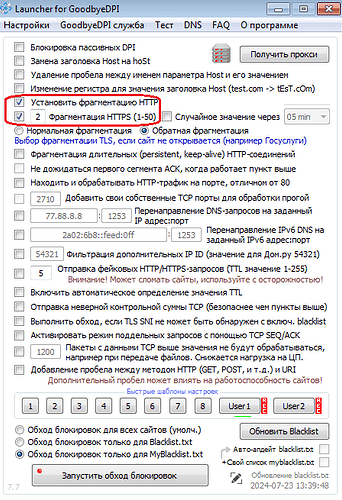 Launcher for GoodbyeDPI
Настройки GoodbyeDPI служба Тест DNS FAQ О программе
Блокировка пассивных DPI
Получить прокси
Замена заголовка Host на hoSt
Удаление пробела между именем параметра Host и его значением
Изменение регистра для значения заголовка Host (test.com -> tEsT.cOm)
Установить фрагментацию HTTP
2 Фрагментация HTTPS (1-50)
Случайное значение через 05 min
Нормальная фрагментация Обратная фрагментация
Выбор фрагментации TLS, если сайт не открывается (например Госуслуги)
Фрагментация длительных (persistent, keep-alive) HTTP-соединений
Не дожидаться первого сегмента ACK, когда работает пункт выше
Находить и обрабатывать HTTP-трафик на порте, отличном от 80
2710 Добавить свои собственные TCP порты для обработки прогой
77.88.8.8 : 1253 Перенаправление DNS-запросов на заданный IP адрес:порт
2a02:6b8::feed:0ff : 1253 Перенаправление IPv6 DNS на заданный IPv6 адрес:порт
54321 Фильтрация дополнительных IP ID (значение для Дон.ру 54321)
5 Отправка фейковых HTTP/HTTPS-запросов (TTL значение 1-255)
Внимание! Может сломать сайты, используйте с осторожностью!
Включить автоматическое определение значения TTL
Отправка неверной контрольной суммы TCP (безопаснее чем пункты выше)
Выполнить обход, если TLS SNI не может быть обнаружен с включ. blacklist
Активировать режим поддельных запросов с помощью TCP SEQ/ACK
1200 Пакеты с данными TCP выше значения не будут обрабатываться, например при передаче файлов. Снижается нагрузка на ЦП.
Добавление пробела между методом HTTP (GET, POST, и т.д.) и URI
Дополнительный пробел может влиять на работоспособность сайтов!
Быстрые шаблоны настроек
1 2 3 4 5 6 7 8 User1 User2
Обход блокировок для всех сайтов (умолч.)
Обновить Blacklist
Обход блокировок только для Blacklist.txt
Авто-апдейт blacklist.txt
Обход блокировок только для MyBlacklist.txt
+Свой список myblacklist.txt
Запустить обход блокировок
Обновление blacklist.txt
2024-07-23 13:39:48
7.7